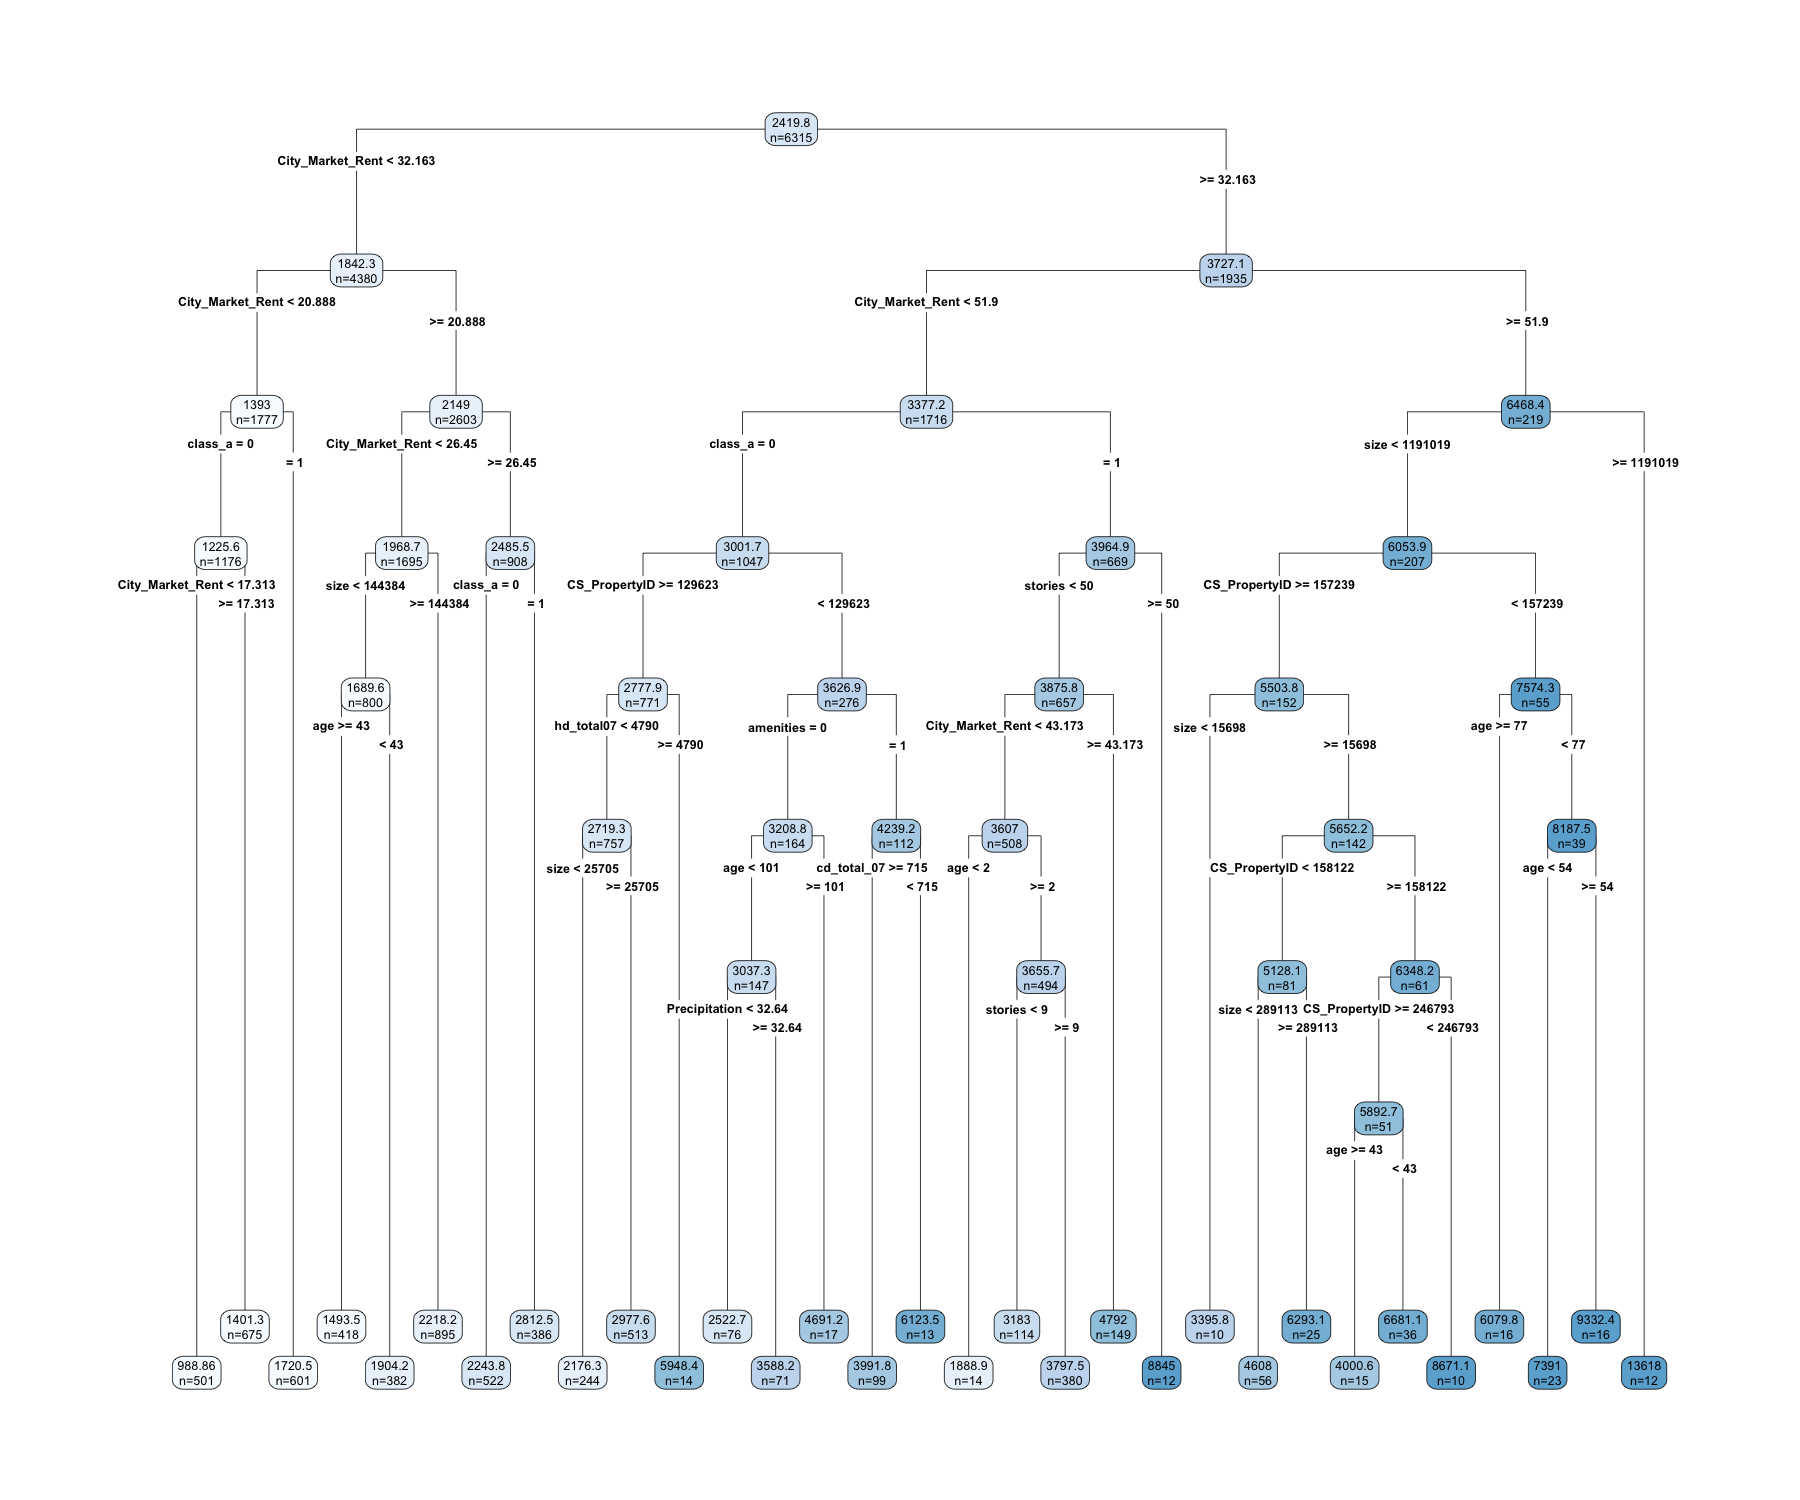 2419.8
n=6315
City_Market_Rent < 32.163
>= 32.163
1842.3
n=4380
3727.1
n=1935
City_Market_Rent < 20.888
>= 20.888
City_Market_Rent < 51.9
>= 51.9
1393
n=1777
2149
n=2603
3377.2
n=1716
6468.4
n=219
class_a = 0
= 1
City_Market_Rent < 26.45
>= 26.45
class_a = 0
= 1
size < 1191019
>= 1191019
1225.6
n=1176
1968.7
n=1695
2485.5
n=908
3001.7
n=1047
3964.9
n=669
6053.9
n=207
City_Market_Rent < 17.313
>= 17.313
size < 144384
>= 144384
class_a = 0
= 1
CS_PropertyID >= 129623
< 129623
stories < 50
>= 50
CS_PropertyID >= 157239
< 157239
1689.6
n=800
2777.9
n=771
3626.9
n=276
3875.8
n=657
5503.8
n=152
7574.3
n=55
age >= 43
< 43
hd_total07 < 4790
>= 4790
amenities = 0
= 1
City_Market_Rent < 43.173
>= 43.173
size < 15698
>= 15698
age >= 77
< 77
2719.3
n=757
3208.8
n=164
4239.2
n=112
3607
n=508
5652.2
n=142
8187.5
n=39
size < 25705
>= 25705
age < 101
>= 101
cd_total_07 >= 715
< 715
age < 2
>= 2
CS_PropertyID < 158122
>= 158122
age < 54
>= 54
3037.3
n=147
3655.7
n=494
5128.1
n=81
6348.2
n=61
Precipitation < 32.64
>= 32.64
stories < 9
>= 9
size < 289113
>= 289113
CS_PropertyID >= 246793
< 246793
5892.7
n=51
age >= 43
< 43
1401.3
n=675
1493.5
n=418
2218.2
n=895
2812.5
n=386
2977.6
n=513
2522.7
n=76
4691.2
n=17
6123.5
n=13
3183
n=114
4792
n=149
3395.8
n=10
6293.1
n=25
6681.1
n=36
6079.8
n=16
9332.4
n=16
988.86
n=501
1720.5
n=601
1904.2
n=382
2243.8
n=522
2176.3
n=244
5948.4
n=14
3588.2
n=71
3991.8
n=99
1888.9
n=14
3797.5
n=380
8845
n=12
4608
n=56
4000.6
n=15
8671.1
n=10
7391
n=23
13618
n=12